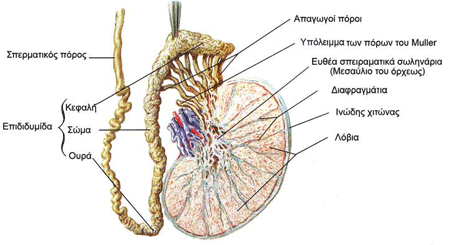 Απαγωγοί πόροι
Υπόλειμμα των πόρων του Muller
Σπερματικός πόρος
Ευθέα σπειραματικά σωληνάρια
(Μεσαύλιο του όρχεως)
Διαφραγμάτια
Κεφαλή
Ινώδης χιτώνας
Επιδιδυμίδα
Σώμα
Λόβια
Ουρά